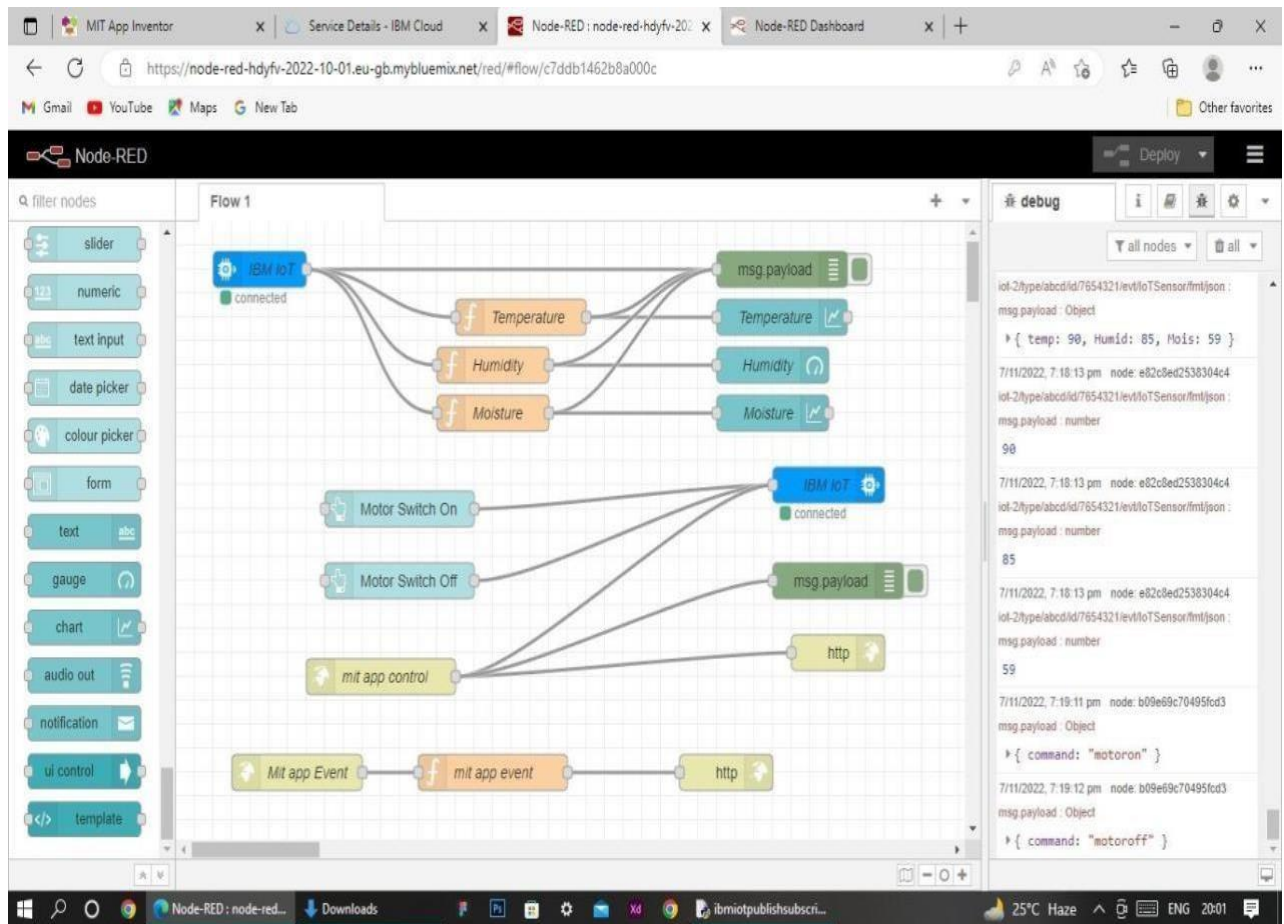 MIT App Inventor
Service Details - IBM Cloud
Node-RED : node-red-hdyfv-202
Node-RED Dashboard
https://node-red-hdyfv-2022-10-01.eu-gb.mybluemix.net/red/#flow/c7ddb1462b8a000c
Gmail YouTube Maps New Tab Other favorites
Node-RED Deploy
filter nodes
slider
numeric
text input
date picker
colour picker
form
text
gauge
chart
audio out
notification
ui control
template
Flow 1
IBM IoT
connected
Temperature
Humidity
Moisture
msg.payload
Temperature
Humidity
Moisture
Motor Switch On
Motor Switch Off
IBM IoT
connected
msg.payload
mit app control
http
Mit app Event
mit app event
http
debug
all nodes all
iot-2/type/abcd/id/7654321/evt/IoTSensor/fmt/json :
msg.payload : Object
{ temp: 90, Humid: 85, Mois: 59 }
7/11/2022, 7:18:13 pm node: e82c8ed2538304c4
iot-2/type/abcd/id/7654321/evt/IoTSensor/fmt/json :
msg.payload : number
90
7/11/2022, 7:18:13 pm node: e82c8ed2538304c4
iot-2/type/abcd/id/7654321/evt/IoTSensor/fmt/json :
msg.payload : number
85
7/11/2022, 7:18:13 pm node: e82c8ed2538304c4
iot-2/type/abcd/id/7654321/evt/IoTSensor/fmt/json :
msg.payload : number
59
7/11/2022, 7:19:11 pm node: b09e69c70495fcd3
msg.payload : Object
{ command: "motoron" }
7/11/2022, 7:19:12 pm node: b09e69c70495fcd3
msg.payload : Object
{ command: "motoroff" }
Node-RED : node-red... Downloads ibmiotpublishsubscri... 25°C Haze ENG 20:01